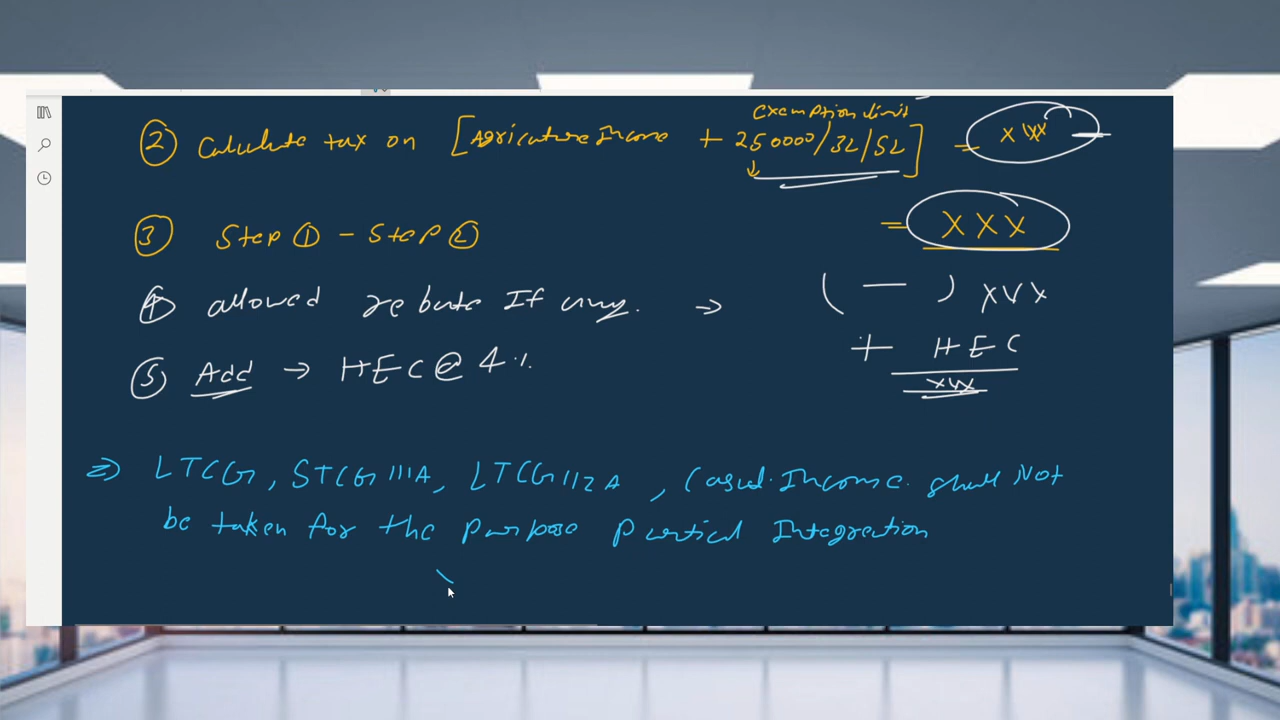 exemption limit
② Calculate tax on [Agriculture Income + 250000/3L/5L] = xxx
③ Step ① - Step ② = XXX
④ allowed rebate If any. → (—) xxx
⑤ Add → HEC @ 4% + HEC
xxx
⇒ LTCG, STCG 111A, LTCG 112A, Casul. Income. shall Not
be taken for the purpose partical Integration